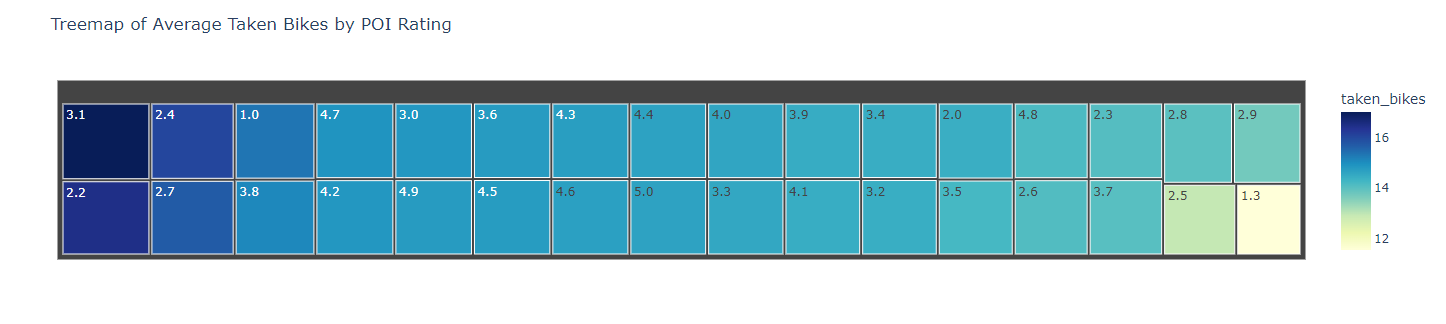 Treemap of Average Taken Bikes by POI Rating
3.1 2.4 1.0 4.7 3.0 3.6 4.3 4.4 4.0 3.9 3.4 2.0 4.8 2.3 2.8 2.9
2.2 2.7 3.8 4.2 4.9 4.5 4.6 5.0 3.3 4.1 3.2 3.5 2.6 3.7 2.5 1.3
taken_bikes
16
14
12